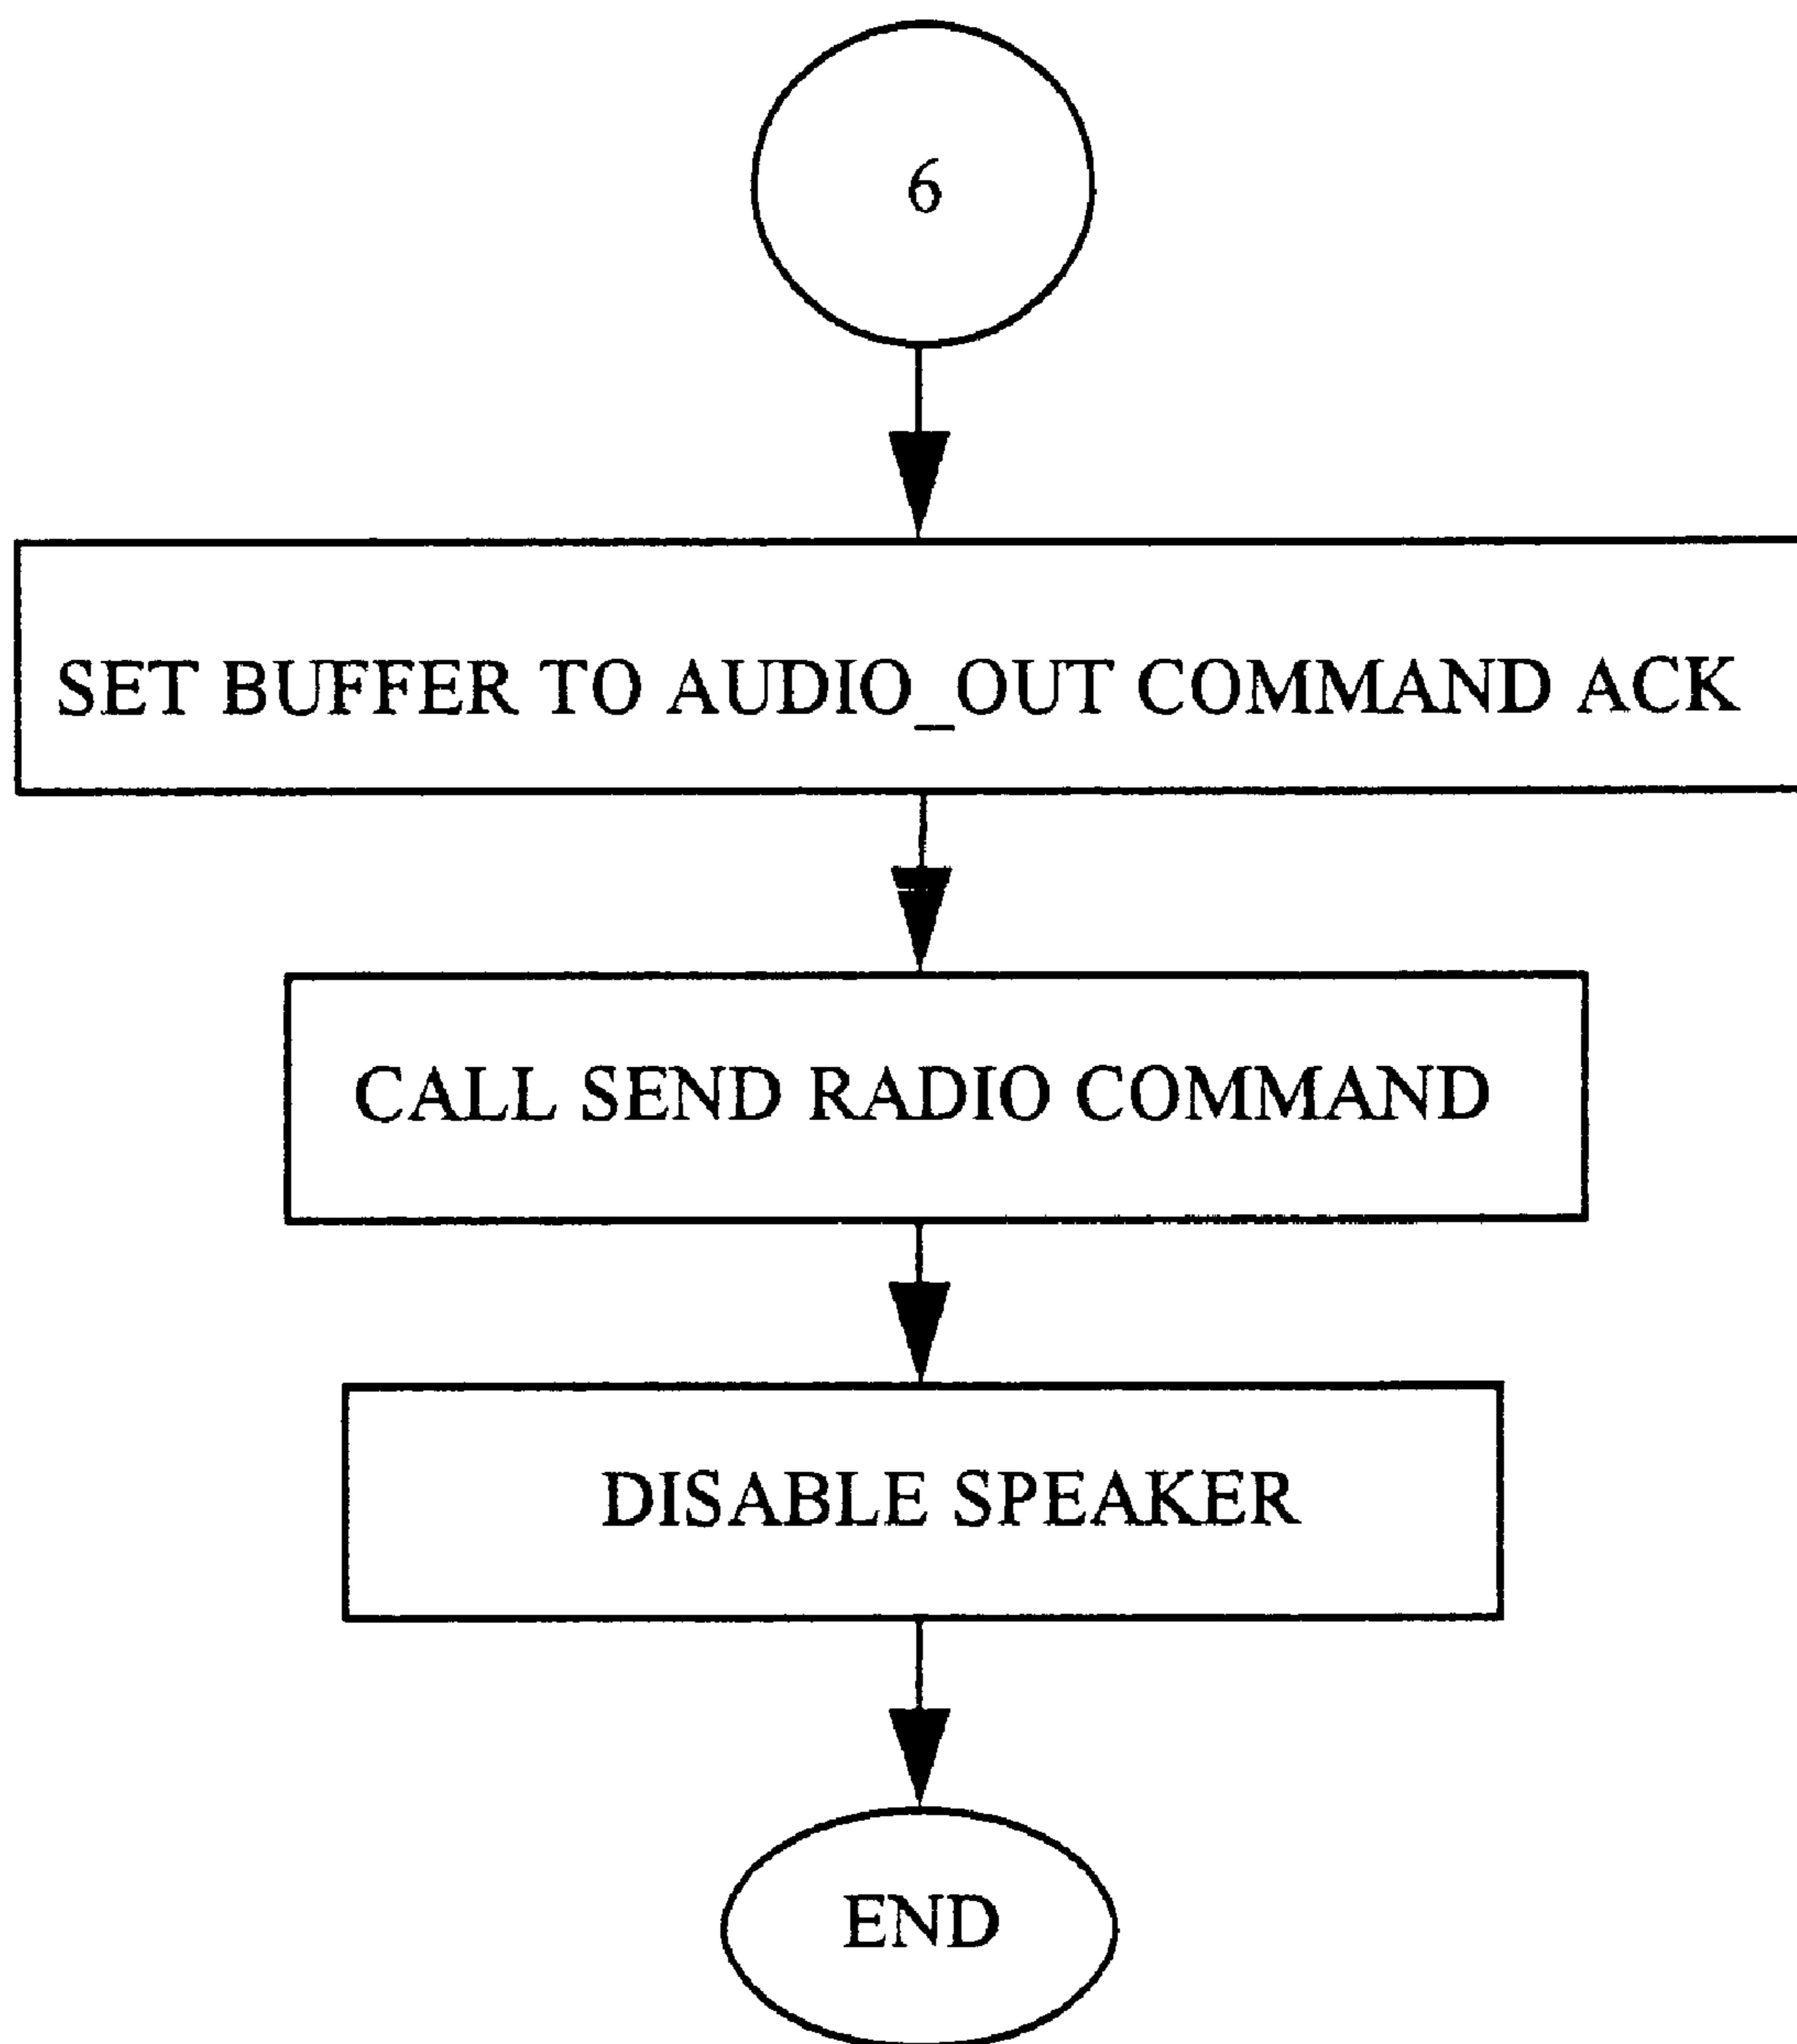 6
SET BUFFER TO AUDIO_OUT COMMAND ACK
CALL SEND RADIO COMMAND
DISABLE SPEAKER
END